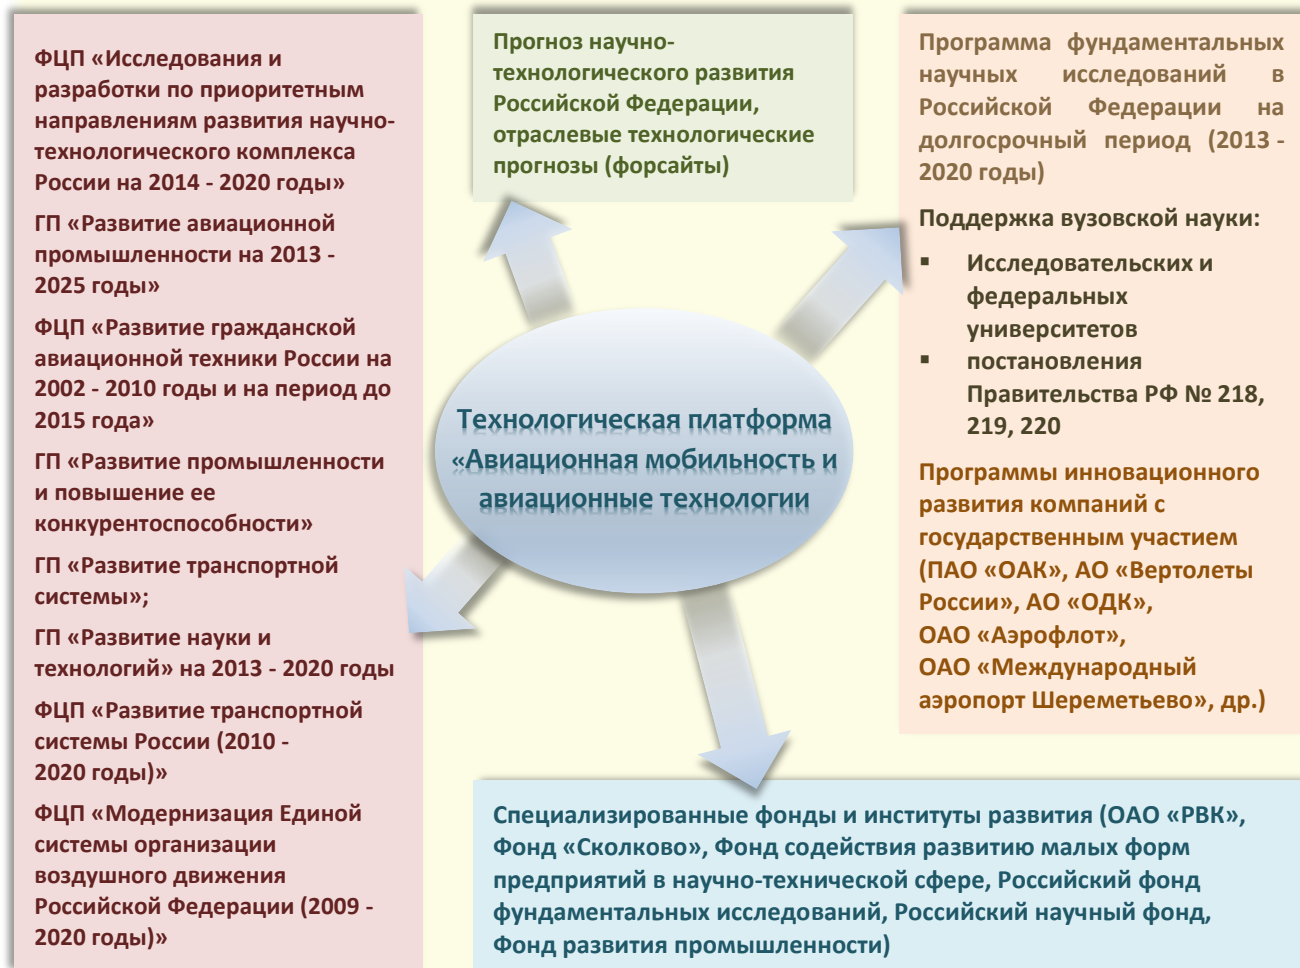 ФЦП «Исследования и
разработки по приоритетным
направлениям развития научно-
технологического комплекса
России на 2014 - 2020 годы»
ГП «Развитие авиационной
промышленности на 2013 -
2025 годы»
ФЦП «Развитие гражданской
авиационной техники России на
2002 - 2010 годы и на период до
2015 года»
ГП «Развитие промышленности
и повышение ее
конкурентоспособности»
ГП «Развитие транспортной
системы»;
ГП «Развитие науки и
технологий» на 2013 - 2020 годы
ФЦП «Развитие транспортной
системы России (2010 -
2020 годы)»
ФЦП «Модернизация Единой
системы организации
воздушного движения
Российской Федерации (2009 -
2020 годы)»
Прогноз научно-
технологического развития
Российской Федерации,
отраслевые технологические
прогнозы (форсайты)
Технологическая платформа
«Авиационная мобильность и
авиационные технологии
Программа фундаментальных
научных исследований в
Российской Федерации на
долгосрочный период (2013 -
2020 годы)
Поддержка вузовской науки:
▪ Исследовательских и
федеральных
университетов
▪ постановления
Правительства РФ № 218,
219, 220
Программы инновационного
развития компаний с
государственным участием
(ПАО «ОАК», АО «Вертолеты
России», АО «ОДК»,
ОАО «Аэрофлот»,
ОАО «Международный
аэропорт Шереметьево», др.)
Специализированные фонды и институты развития (ОАО «РВК»,
Фонд «Сколково», Фонд содействия развитию малых форм
предприятий в научно-технической сфере, Российский фонд
фундаментальных исследований, Российский научный фонд,
Фонд развития промышленности)